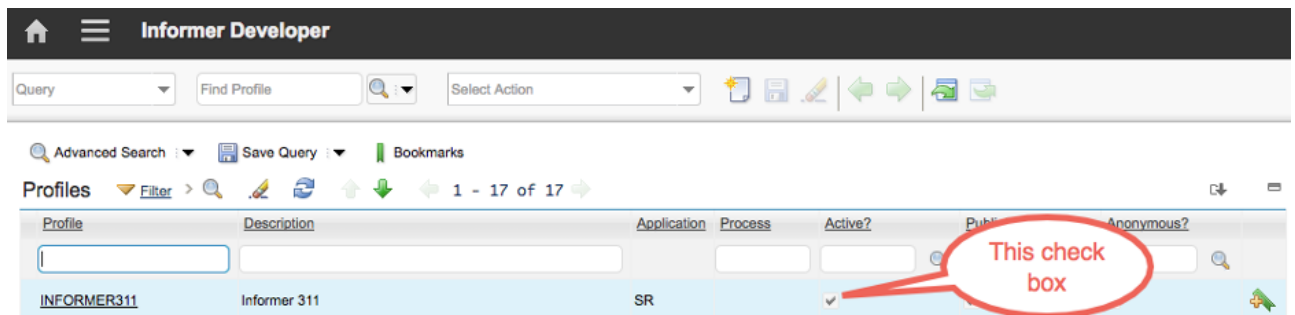 Informer Developer
Query Find Profile Select Action
Advanced Search Save Query Bookmarks
Profiles Filter > 1 - 17 of 17
Profile Description Application Process Active? Anonymous?
This check
box
INFORMER311 Informer 311 SR